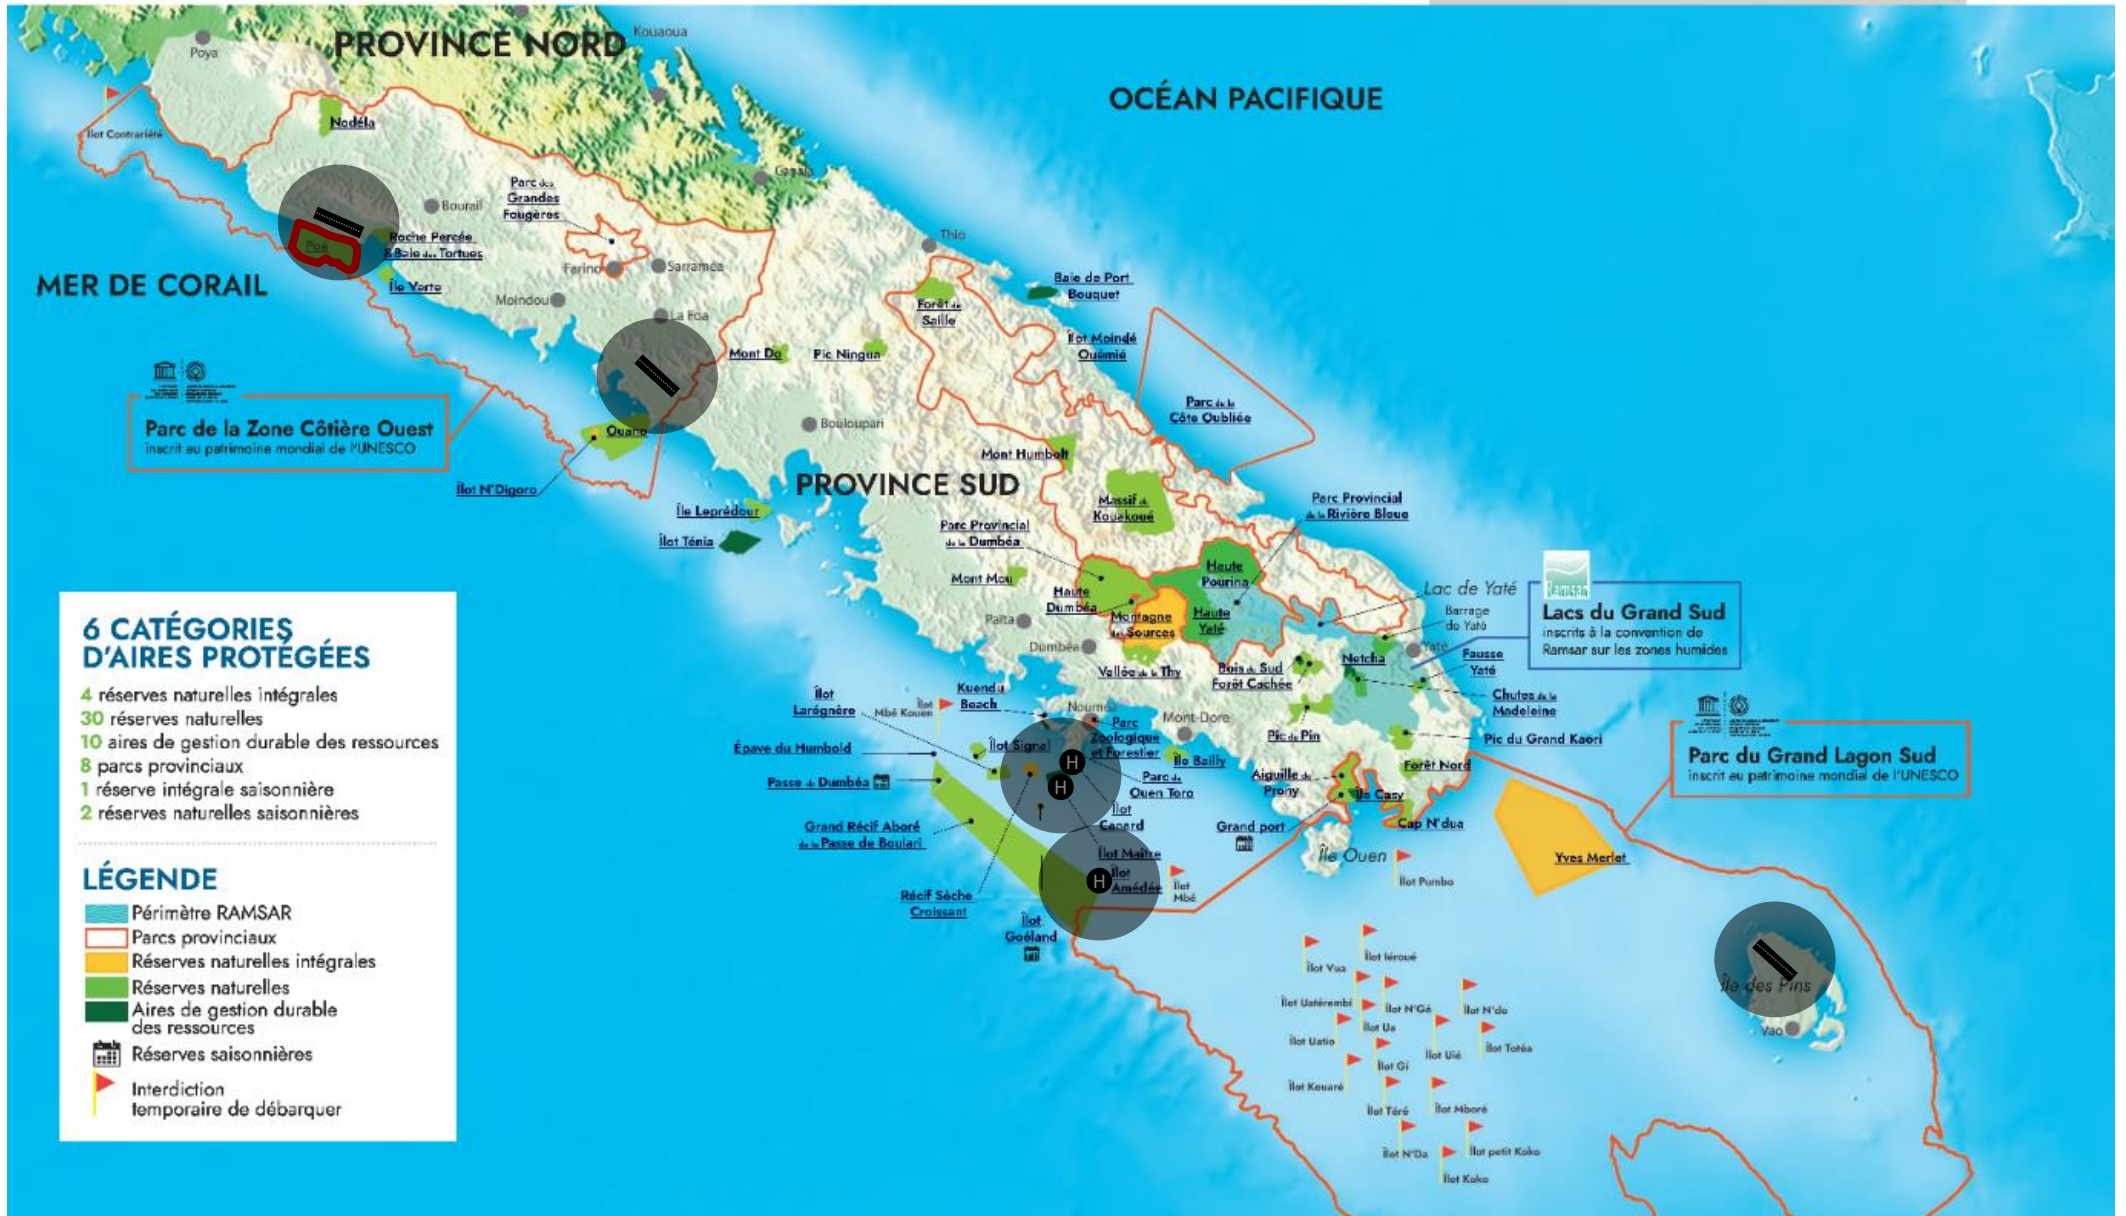 PROVINCE NORD
Kouaoua
Poya
OCÉAN PACIFIQUE
Îlot Contrariété
Nodéla
Canala
Parc des
Grandes
Fougères
Bourail
Thio
Poé
Roche Percée
& Baie des Tortues
Farino
Sarraméa
MER DE CORAIL
Île Verte
Baie de Port
Bouquet
Moindou
La Foa
Forêt de
Saille
Îlot Moindé
Ouémié
Mont Do
Pic Ningua
Parc de la
Côte Oubliée
Parc de la Zone Côtière Ouest
inscrit au patrimoine mondial de l'UNESCO
Bouloupari
Ouano
Mont Humbolt
Îlot N'Digoro
PROVINCE SUD
Île Leprédour
Massif de
Kouakoué
Parc Provincial
de la Rivière Bleue
Parc Provincial
de la Dumbéa
Îlot Ténia
Mont Mou
Haute
Pourina
Haute
Dumbéa
Lac de Yaté
Ramsar
Lacs du Grand Sud
inscrits à la convention de
Ramsar sur les zones humides
Barrage
de Yaté
Montagne
des Sources
Haute
Yaté
Païta
Dumbéa
Yaté
Fausse
Yaté
Netcha
Vallée de la Thy
Bois du Sud
Forêt Cachée
Chutes de la
Madeleine
Îlot
Larégnère
Îlot
Mbé Kouen
Kuendu
Beach
Nouméa
Mont-Dore
Parc
Zoologique
et Forestier
Pic du Pin
Pic du Grand Kaori
Épave du Humbold
Îlot Signal
H
Île Bailly
Forêt Nord
Parc du Grand Lagon Sud
inscrit au patrimoine mondial de l'UNESCO
Passe de Dumbéa
H
Parc de
Ouen Toro
Aiguille de
Prony
Île Casy
Îlot
Canard
Grand port
Cap N'dua
Grand Récif Aboré
de la Passe de Boulari
Îlot Maître
Île Ouen
Yves Merlet
H
Îlot
Amédée
Îlot
Mbé
Îlot Pumbo
Récif Sèche
Croissant
Îlot
Goéland
Îlot Vua
Îlot Iéroué
Île des Pins
Vao
Îlot Uatérembi
Îlot N'Gé
Îlot N'do
Îlot Ua
Îlot Uatio
Îlot Uié
Îlot Totéa
Îlot Gi
Îlot Kouaré
Îlot Téré
Îlot Mboré
Îlot N'Da
Îlot petit Koko
Îlot Koko
6 CATÉGORIES
D'AIRES PROTÉGÉES
4 réserves naturelles intégrales
30 réserves naturelles
10 aires de gestion durable des ressources
8 parcs provinciaux
1 réserve intégrale saisonnière
2 réserves naturelles saisonnières
LÉGENDE
Périmètre RAMSAR
Parcs provinciaux
Réserves naturelles intégrales
Réserves naturelles
Aires de gestion durable
des ressources
Réserves saisonnières
Interdiction
temporaire de débarquer